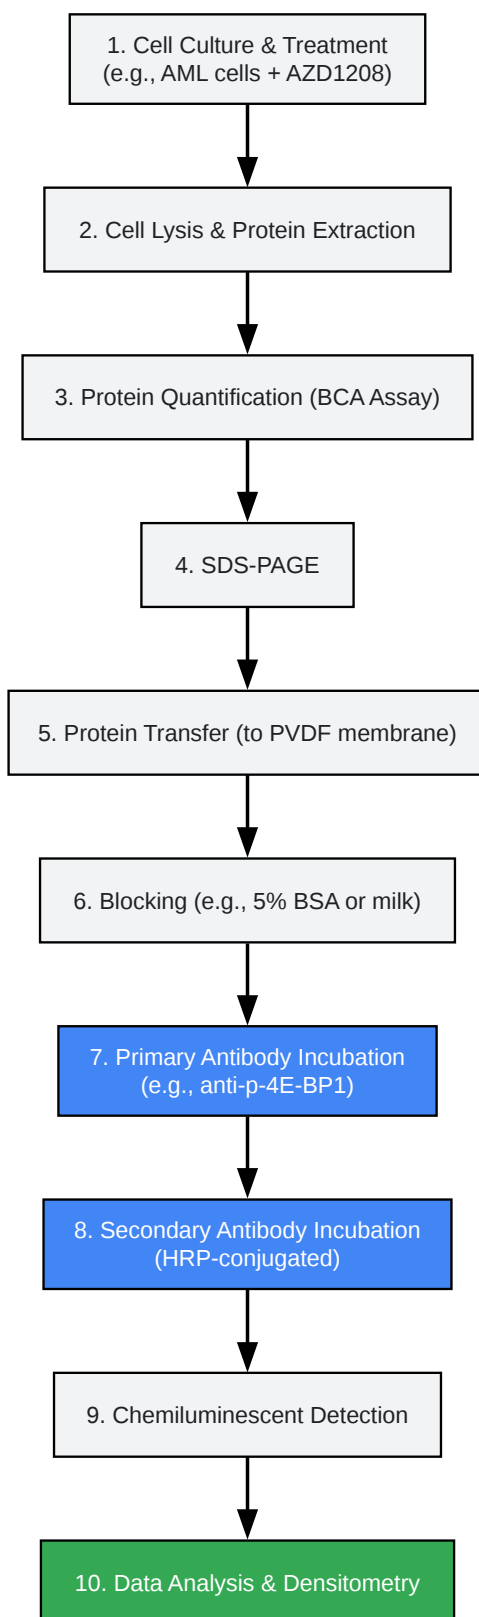 1. Cell Culture & Treatment
(e.g., AML cells + AZD1208)
2. Cell Lysis & Protein Extraction
3. Protein Quantification (BCA Assay)
4. SDS-PAGE
5. Protein Transfer (to PVDF membrane)
6. Blocking (e.g., 5% BSA or milk)
7. Primary Antibody Incubation
(e.g., anti-p-4E-BP1)
8. Secondary Antibody Incubation
(HRP-conjugated)
9. Chemiluminescent Detection
10. Data Analysis & Densitometry